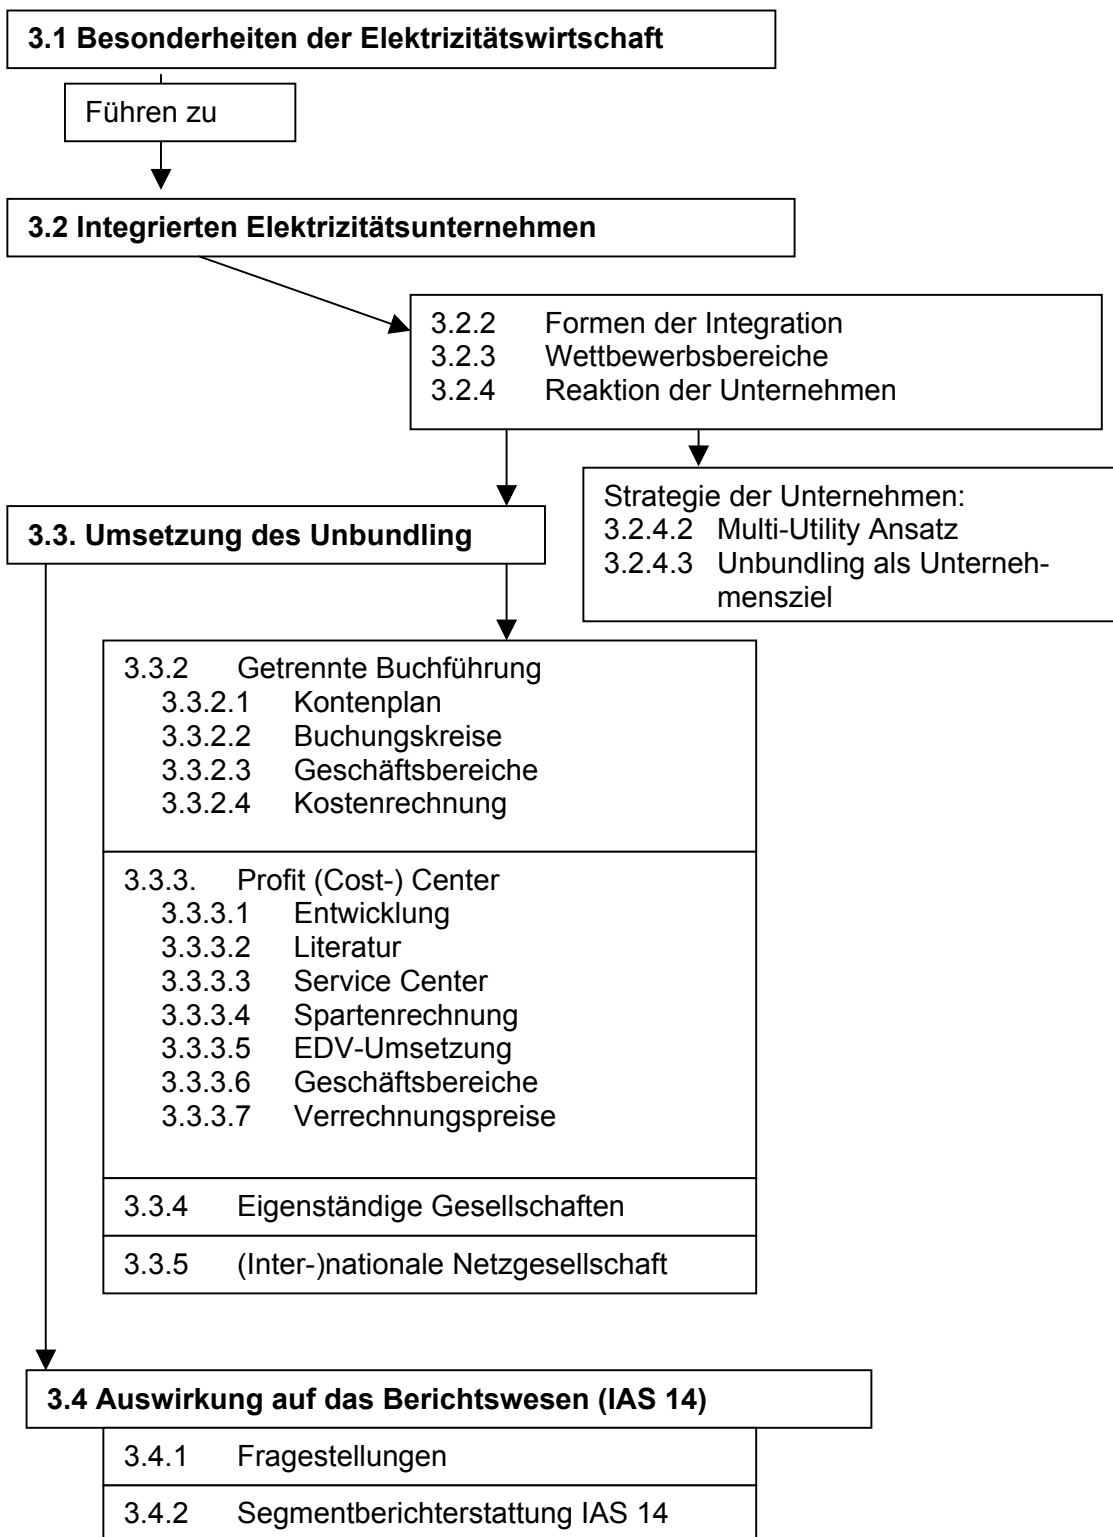 3.1 Besonderheiten der Elektrizitätswirtschaft
Führen zu
3.2 Integrierten Elektrizitätsunternehmen
3.2.2 Formen der Integration
3.2.3 Wettbewerbsbereiche
3.2.4 Reaktion der Unternehmen
Strategie der Unternehmen:
3.2.4.2 Multi-Utility Ansatz
3.2.4.3 Unbundling als Unterneh-
mensziel
3.3. Umsetzung des Unbundling
3.3.2 Getrennte Buchführung
3.3.2.1 Kontenplan
3.3.2.2 Buchungskreise
3.3.2.3 Geschäftsbereiche
3.3.2.4 Kostenrechnung
3.3.3. Profit (Cost-) Center
3.3.3.1 Entwicklung
3.3.3.2 Literatur
3.3.3.3 Service Center
3.3.3.4 Spartenrechnung
3.3.3.5 EDV-Umsetzung
3.3.3.6 Geschäftsbereiche
3.3.3.7 Verrechnungspreise
3.3.4 Eigenständige Gesellschaften
3.3.5 (Inter-)nationale Netzgesellschaft
3.4 Auswirkung auf das Berichtswesen (IAS 14)
3.4.1 Fragestellungen
3.4.2 Segmentberichterstattung IAS 14